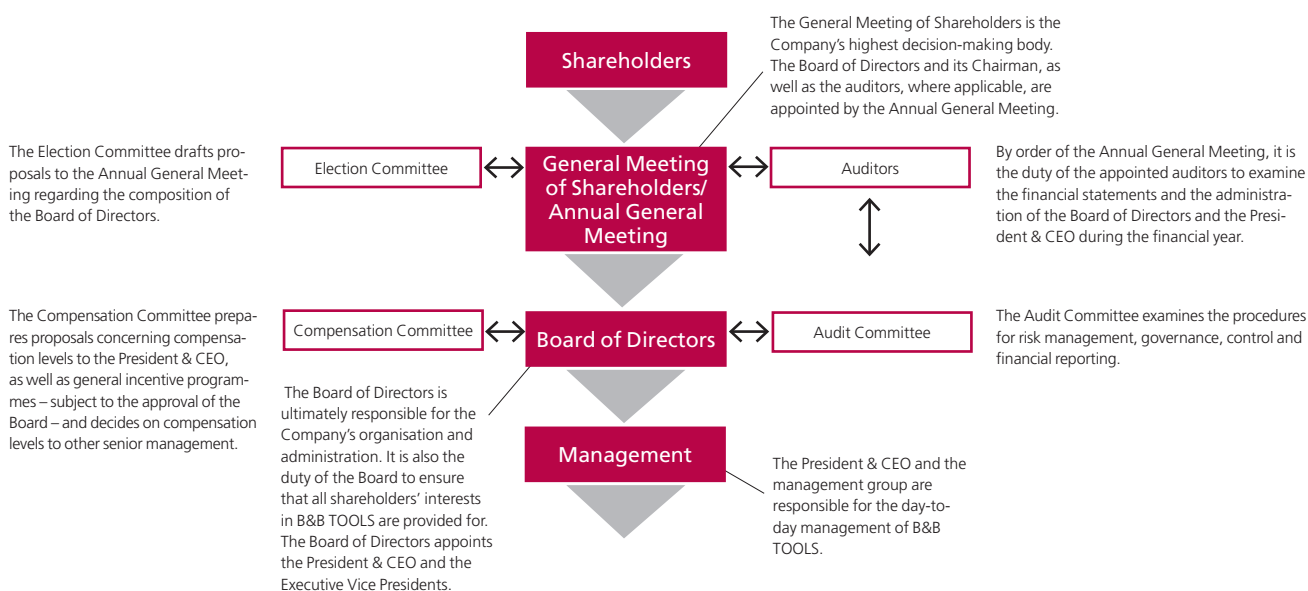 The General Meeting of Shareholders is the
Company's highest decision-making body.
The Board of Directors and its Chairman, as
well as the auditors, where applicable, are
appointed by the Annual General Meeting.
Shareholders
The Election Committee drafts pro-
posals to the Annual General Meet-
ing regarding the composition of
the Board of Directors.
Election Committee
General Meeting
of Shareholders/
Annual General
Meeting
Auditors
By order of the Annual General Meeting, it is
the duty of the appointed auditors to examine
the financial statements and the administra-
tion of the Board of Directors and the Presi-
dent & CEO during the financial year.
The Compensation Committee prepa-
res proposals concerning compensa-
tion levels to the President & CEO,
as well as general incentive program-
mes – subject to the approval of the
Board – and decides on compensation
levels to other senior management.
Compensation Committee
Board of Directors
Audit Committee
The Audit Committee examines the procedures
for risk management, governance, control and
financial reporting.
The Board of Directors is
ultimately responsible for the
Company's organisation and
administration. It is also the
duty of the Board to ensure
that all shareholders' interests
in B&B TOOLS are provided for.
The Board of Directors appoints
the President & CEO and the
Executive Vice Presidents.
Management
The President & CEO and the
management group are
responsible for the day-to-
day management of B&B
TOOLS.